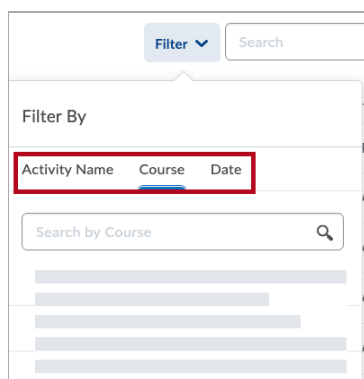 Filter
Search
Filter By
Activity Name Course Date
Search by Course